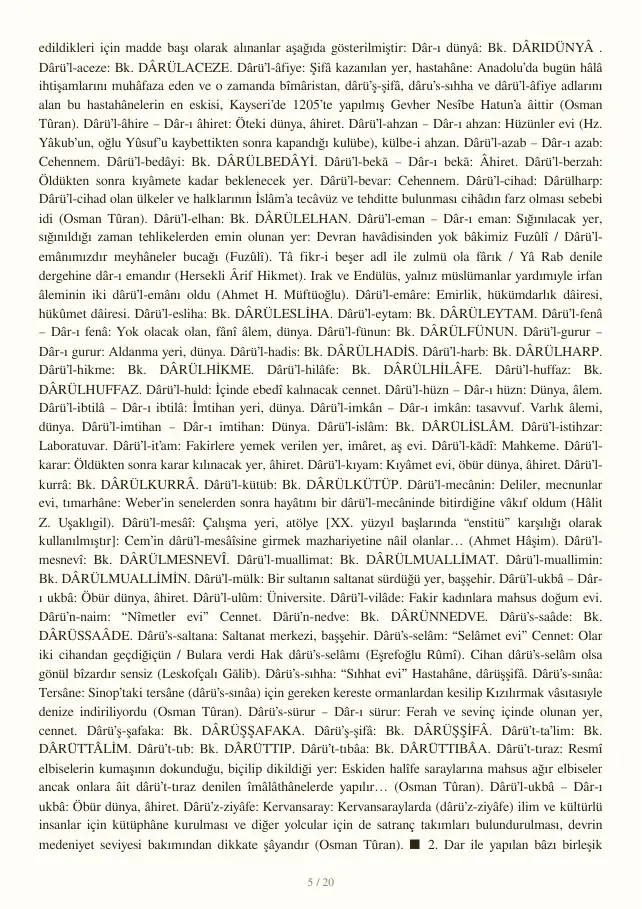 edildikleri için madde başı olarak alınanlar aşağıda gösterilmiştir: Dâr-ı dünyâ: Bk. DÂRIDÜNYÂ .
Dârü’l-aceze: Bk. DÂRÜLACEZE. Dârü’l-âfiye: Şifâ kazanılan yer, hastahâne: Anadolu’da bugün hâlâ
ihtişamlarını muhâfaza eden ve o zamanda bîmâristan, dârü’ş-şifâ, dâru’s-sıhha ve dârü’l-âfiye adlarını
alan bu hastahânelerin en eskisi, Kayseri’de 1205’te yapılmış Gevher Nesîbe Hatun’a âittir (Osman
Tûran). Dârü’l-âhire – Dâr-ı âhiret: Öteki dünya, âhiret. Dârü’l-ahzan – Dâr-ı ahzan: Hüzünler evi (Hz.
Yâkub’un, oğlu Yûsuf’u kaybettikten sonra kapandığı kulübe), külbe-i ahzan. Dârü’l-azab – Dâr-ı azab:
Cehennem. Dârü’l-bedâyi: Bk. DÂRÜLBEDÂYİ. Dârü’l-bekā – Dâr-ı bekā: Âhiret. Dârü’l-berzah:
Öldükten sonra kıyâmete kadar beklenecek yer. Dârü’l-bevar: Cehennem. Dârü’l-cihad: Dârülharp:
Dârü’l-cihad olan ülkeler ve halklarının İslâm’a tecâvüz ve tehditte bulunması cihâdın farz olması sebebi
idi (Osman Tûran). Dârü’l-elhan: Bk. DÂRÜLELHAN. Dârü’l-eman – Dâr-ı eman: Sığınılacak yer,
sığınıldığı zaman tehlikelerden emin olunan yer: Devran havâdisinden yok bâkimiz Fuzûlî / Dârü’l-
emânımızdır meyhâneler bucağı (Fuzûlî). Tâ fikr-i beşer adl ile zulmü ola fârık / Yâ Rab denile
dergehine dâr-ı emandır (Hersekli Ârif Hikmet). Irak ve Endülüs, yalnız müslümanlar yardımıyle irfan
âleminin iki dârü’l-emânı oldu (Ahmet H. Müftüoğlu). Dârü’l-emâre: Emirlik, hükümdarlık dâiresi,
hükûmet dâiresi. Dârü’l-esliha: Bk. DÂRÜLESLİHA. Dârü’l-eytam: Bk. DÂRÜLEYTAM. Dârü’l-fenâ
– Dâr-ı fenâ: Yok olacak olan, fânî âlem, dünya. Dârü’l-fünun: Bk. DÂRÜLFÜNUN. Dârü’l-gurur –
Dâr-ı gurur: Aldanma yeri, dünya. Dârü’l-hadis: Bk. DÂRÜLHADİS. Dârü’l-harb: Bk. DÂRÜLHARP.
Dârü’l-hikme: Bk. DÂRÜLHİKME. Dârü’l-hilâfe: Bk. DÂRÜLHİLÂFE. Dârü’l-huffaz: Bk.
DÂRÜLHUFFAZ. Dârü’l-huld: İçinde ebedî kalınacak cennet. Dârü’l-hüzn – Dâr-ı hüzn: Dünya, âlem.
Dârü’l-ibtilâ – Dâr-ı ibtilâ: İmtihan yeri, dünya. Dârü’l-imkân – Dâr-ı imkân: tasavvuf. Varlık âlemi,
dünya. Dârü’l-imtihan – Dâr-ı imtihan: Dünya. Dârü’l-islâm: Bk. DÂRÜLİSLÂM. Dârü’l-istihzar:
Laboratuvar. Dârü’l-it’am: Fakirlere yemek verilen yer, imâret, aş evi. Dârü’l-kādî: Mahkeme. Dârü’l-
karar: Öldükten sonra karar kılınacak yer, âhiret. Dârü’l-kıyam: Kıyâmet evi, öbür dünya, âhiret. Dârü’l-
kurrâ: Bk. DÂRÜLKURRÂ. Dârü’l-kütüb: Bk. DÂRÜLKÜTÜP. Dârü’l-mecânin: Deliler, mecnunlar
evi, tımarhâne: Weber’in senelerden sonra hayâtını bir dârü’l-mecâninde bitirdiğine vâkıf oldum (Hâlit
Z. Uşaklıgil). Dârü’l-mesâî: Çalışma yeri, atölye [XX. yüzyıl başlarında “enstitü” karşılığı olarak
kullanılmıştır]: Cem’in dârü’l-mesâîsine girmek mazhariyetine nâil olanlar… (Ahmet Hâşim). Dârü’l-
mesnevî: Bk. DÂRÜLMESNEVÎ. Dârü’l-muallimat: Bk. DÂRÜLMUALLİMAT. Dârü’l-muallimin:
Bk. DÂRÜLMUALLİMİN. Dârü’l-mülk: Bir sultanın saltanat sürdüğü yer, başşehir. Dârü’l-ukbâ – Dâr-
ı ukbâ: Öbür dünya, âhiret. Dârü’l-ulûm: Üniversite. Dârü’l-vilâde: Fakir kadınlara mahsus doğum evi.
Dârü’n-naim: “Nîmetler evi” Cennet. Dârü’n-nedve: Bk. DÂRÜNNEDVE. Dârü’s-saâde: Bk.
DÂRÜSSAÂDE. Dârü’s-saltana: Saltanat merkezi, başşehir. Dârü’s-selâm: “Selâmet evi” Cennet: Olar
iki cihandan geçdiğiçün / Bulara verdi Hak dârü’s-selâmı (Eşrefoğlu Rûmî). Cihan dârü’s-selâm olsa
gönül bîzardır sensiz (Leskofçalı Gālib). Dârü’s-sıhha: “Sıhhat evi” Hastahâne, dârüşşifâ. Dârü’s-sınâa:
Tersâne: Sinop’taki tersâne (dârü’s-sınâa) için gereken kereste ormanlardan kesilip Kızılırmak vâsıtasıyle
denize indiriliyordu (Osman Tûran). Dârü’s-sürur – Dâr-ı sürur: Ferah ve sevinç içinde olunan yer,
cennet. Dârü’ş-şafaka: Bk. DÂRÜŞŞAFAKA. Dârü’ş-şifâ: Bk. DÂRÜŞŞİFÂ. Dârü’t-ta’lim: Bk.
DÂRÜTTÂLİM. Dârü’t-tıb: Bk. DÂRÜTTIP. Dârü’t-tıbâa: Bk. DÂRÜTTIBÂA. Dârü’t-tıraz: Resmî
elbiselerin kumaşının dokunduğu, biçilip dikildiği yer: Eskiden halîfe saraylarına mahsus ağır elbiseler
ancak onlara âit dârü’t-tıraz denilen îmâlâthânelerde yapılır… (Osman Tûran). Dârü’l-ukbâ – Dâr-ı
ukbâ: Öbür dünya, âhiret. Dârü’z-ziyâfe: Kervansaray: Kervansaraylarda (dârü’z-ziyâfe) ilim ve kültürlü
insanlar için kütüphâne kurulması ve diğer yolcular için de satranç takımları bulundurulması, devrin
medeniyet seviyesi bakımından dikkate şâyandır (Osman Tûran). ■ 2. Dar ile yapılan bâzı birleşik
5 / 20